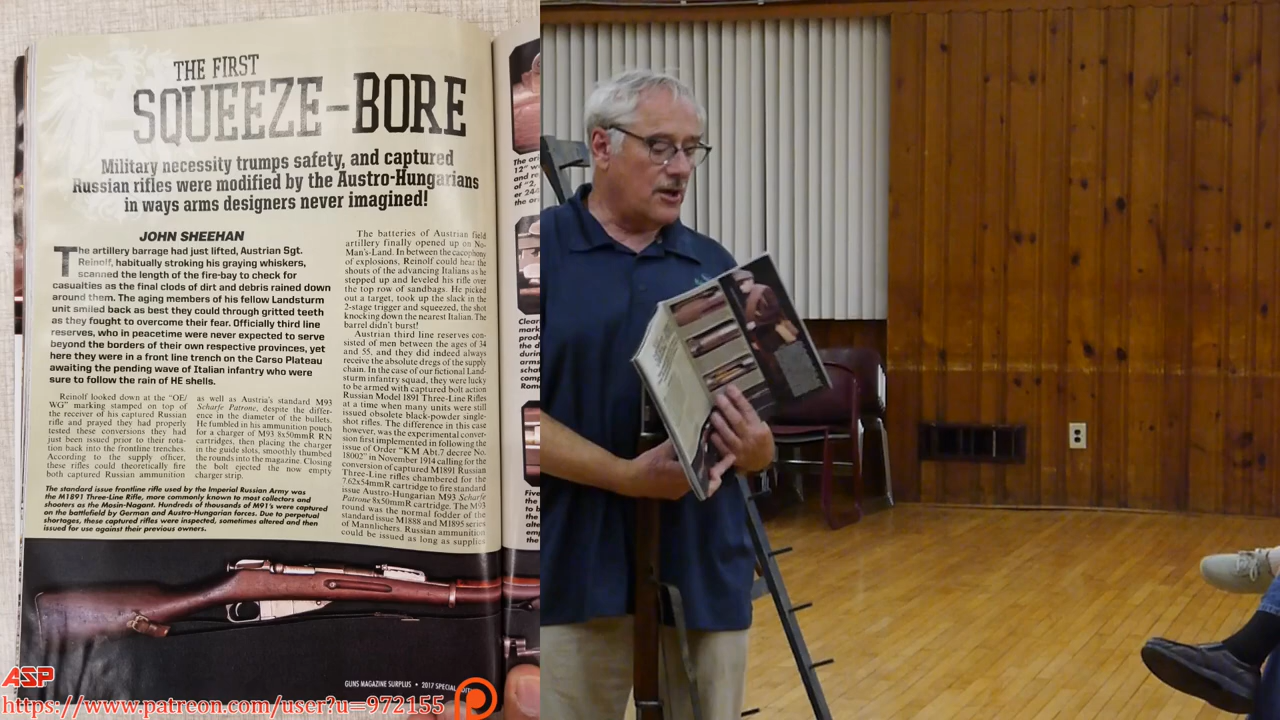 THE FIRST
SQUEEZE-BORE
Military necessity trumps safety, and captured
Russian rifles were modified by the Austro-Hungarians
in ways arms designers never imagined!
JOHN SHEEHAN
The artillery barrage had just lifted, Austrian Sgt.
Reinolf, habitually stroking his graying whiskers,
scanned the length of the fire-bay to check for
casualties as the final clods of dirt and debris rained down
around them. The aging members of his fellow Landsturm
unit smiled back as best they could through gritted teeth
as they fought to overcome their fear. Officially third line
reserves, who in peacetime were never expected to serve
beyond the borders of their own respective provinces, yet
here they were in a front line trench on the Carso Plateau
awaiting the pending wave of Italian infantry who were
sure to follow the rain of HE shells.
Reinolf looked down at the "OE/
WG" marking stamped on top of
the receiver of his captured Russian
rifle and prayed they had properly
tested these conversions they had
just been issued prior to their rota-
tion back into the frontline trenches.
According to the supply officer,
these rifles could theoretically fire
both captured Russian ammunition
as well as Austria's standard M93
Scharfe Patrone, despite the differ-
ence in the diameter of the bullets.
He fumbled in his ammunition pouch
for a charger of M93 8x50mmR RN
cartridges, then placing the charger
in the guide slots, smoothly thumbed
the rounds into the magazine. Closing
the bolt ejected the now empty
charger strip.
The batteries of Austrian field
artillery finally opened up on No-
Man's-Land. In between the cacophony
of explosions, Reinolf could hear the
shouts of the advancing Italians as he
stepped up and leveled his rifle over
the top row of sandbags. He picked
out a target, took up the slack in the
2-stage trigger and squeezed, the shot
knocking down the nearest Italian. The
barrel didn't burst!
Austrian third line reserves con-
sisted of men between the ages of 34
and 55, and they did indeed always
receive the absolute dregs of the supply
chain. In the case of our fictional Land-
sturm infantry squad, they were lucky
to be armed with captured bolt action
Russian Model 1891 Three-Line Rifles
at a time when many units were still
issued obsolete black-powder single-
shot rifles. The difference in this case
however, was the experimental conver-
sion first implemented in following the
issue of Order "KM Abt.7 decree No.
18002" in November 1914 calling for the
conversion of captured M1891 Russian
Three-Line rifles chambered for the
7.62x54mmR cartridge to fire standard
issue Austro-Hungarian M93 Scharfe
Patrone 8x50mmR cartridge. The M93
round was the normal fodder of the
standard issue M1888 and M1895 series
of Mannlichers. Russian ammunition
could be issued as long as supplies
The standard issue frontline rifle used by the Imperial Russian Army was
the M1891 Three-Line Rifle, more commonly known to most collectors and
shooters as the Mosin-Nagant. Hundreds of thousands of M91's were captured
on the battlefield by German and Austro-Hungarian forces. Due to perpetual
shortages, these captured rifles were inspected, sometimes altered and then
issued for use against their previous owners.
GUNS MAGAZINE SURPLUS • 2017 SPECIAL
ASP
https://www.patreon.com/user?u=972155